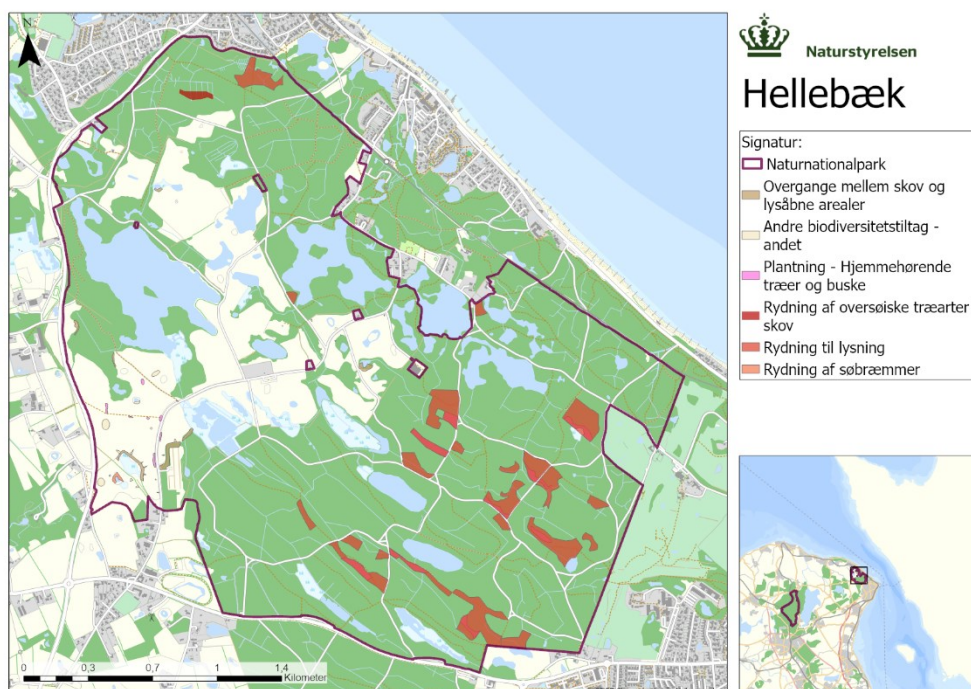 N
Naturstyrelsen
Hellebæk
Signatur:
Naturnationalpark
Overgange mellem skov og
lysåbne arealer
Andre biodiversitetstiltag -
andet
Plantning - Hjemmehørende
træer og buske
Rydning af oversøiske træarter
skov
Rydning til lysning
Rydning af søbræmmer
0 0,3 0,7 1 1,4
Kilometer